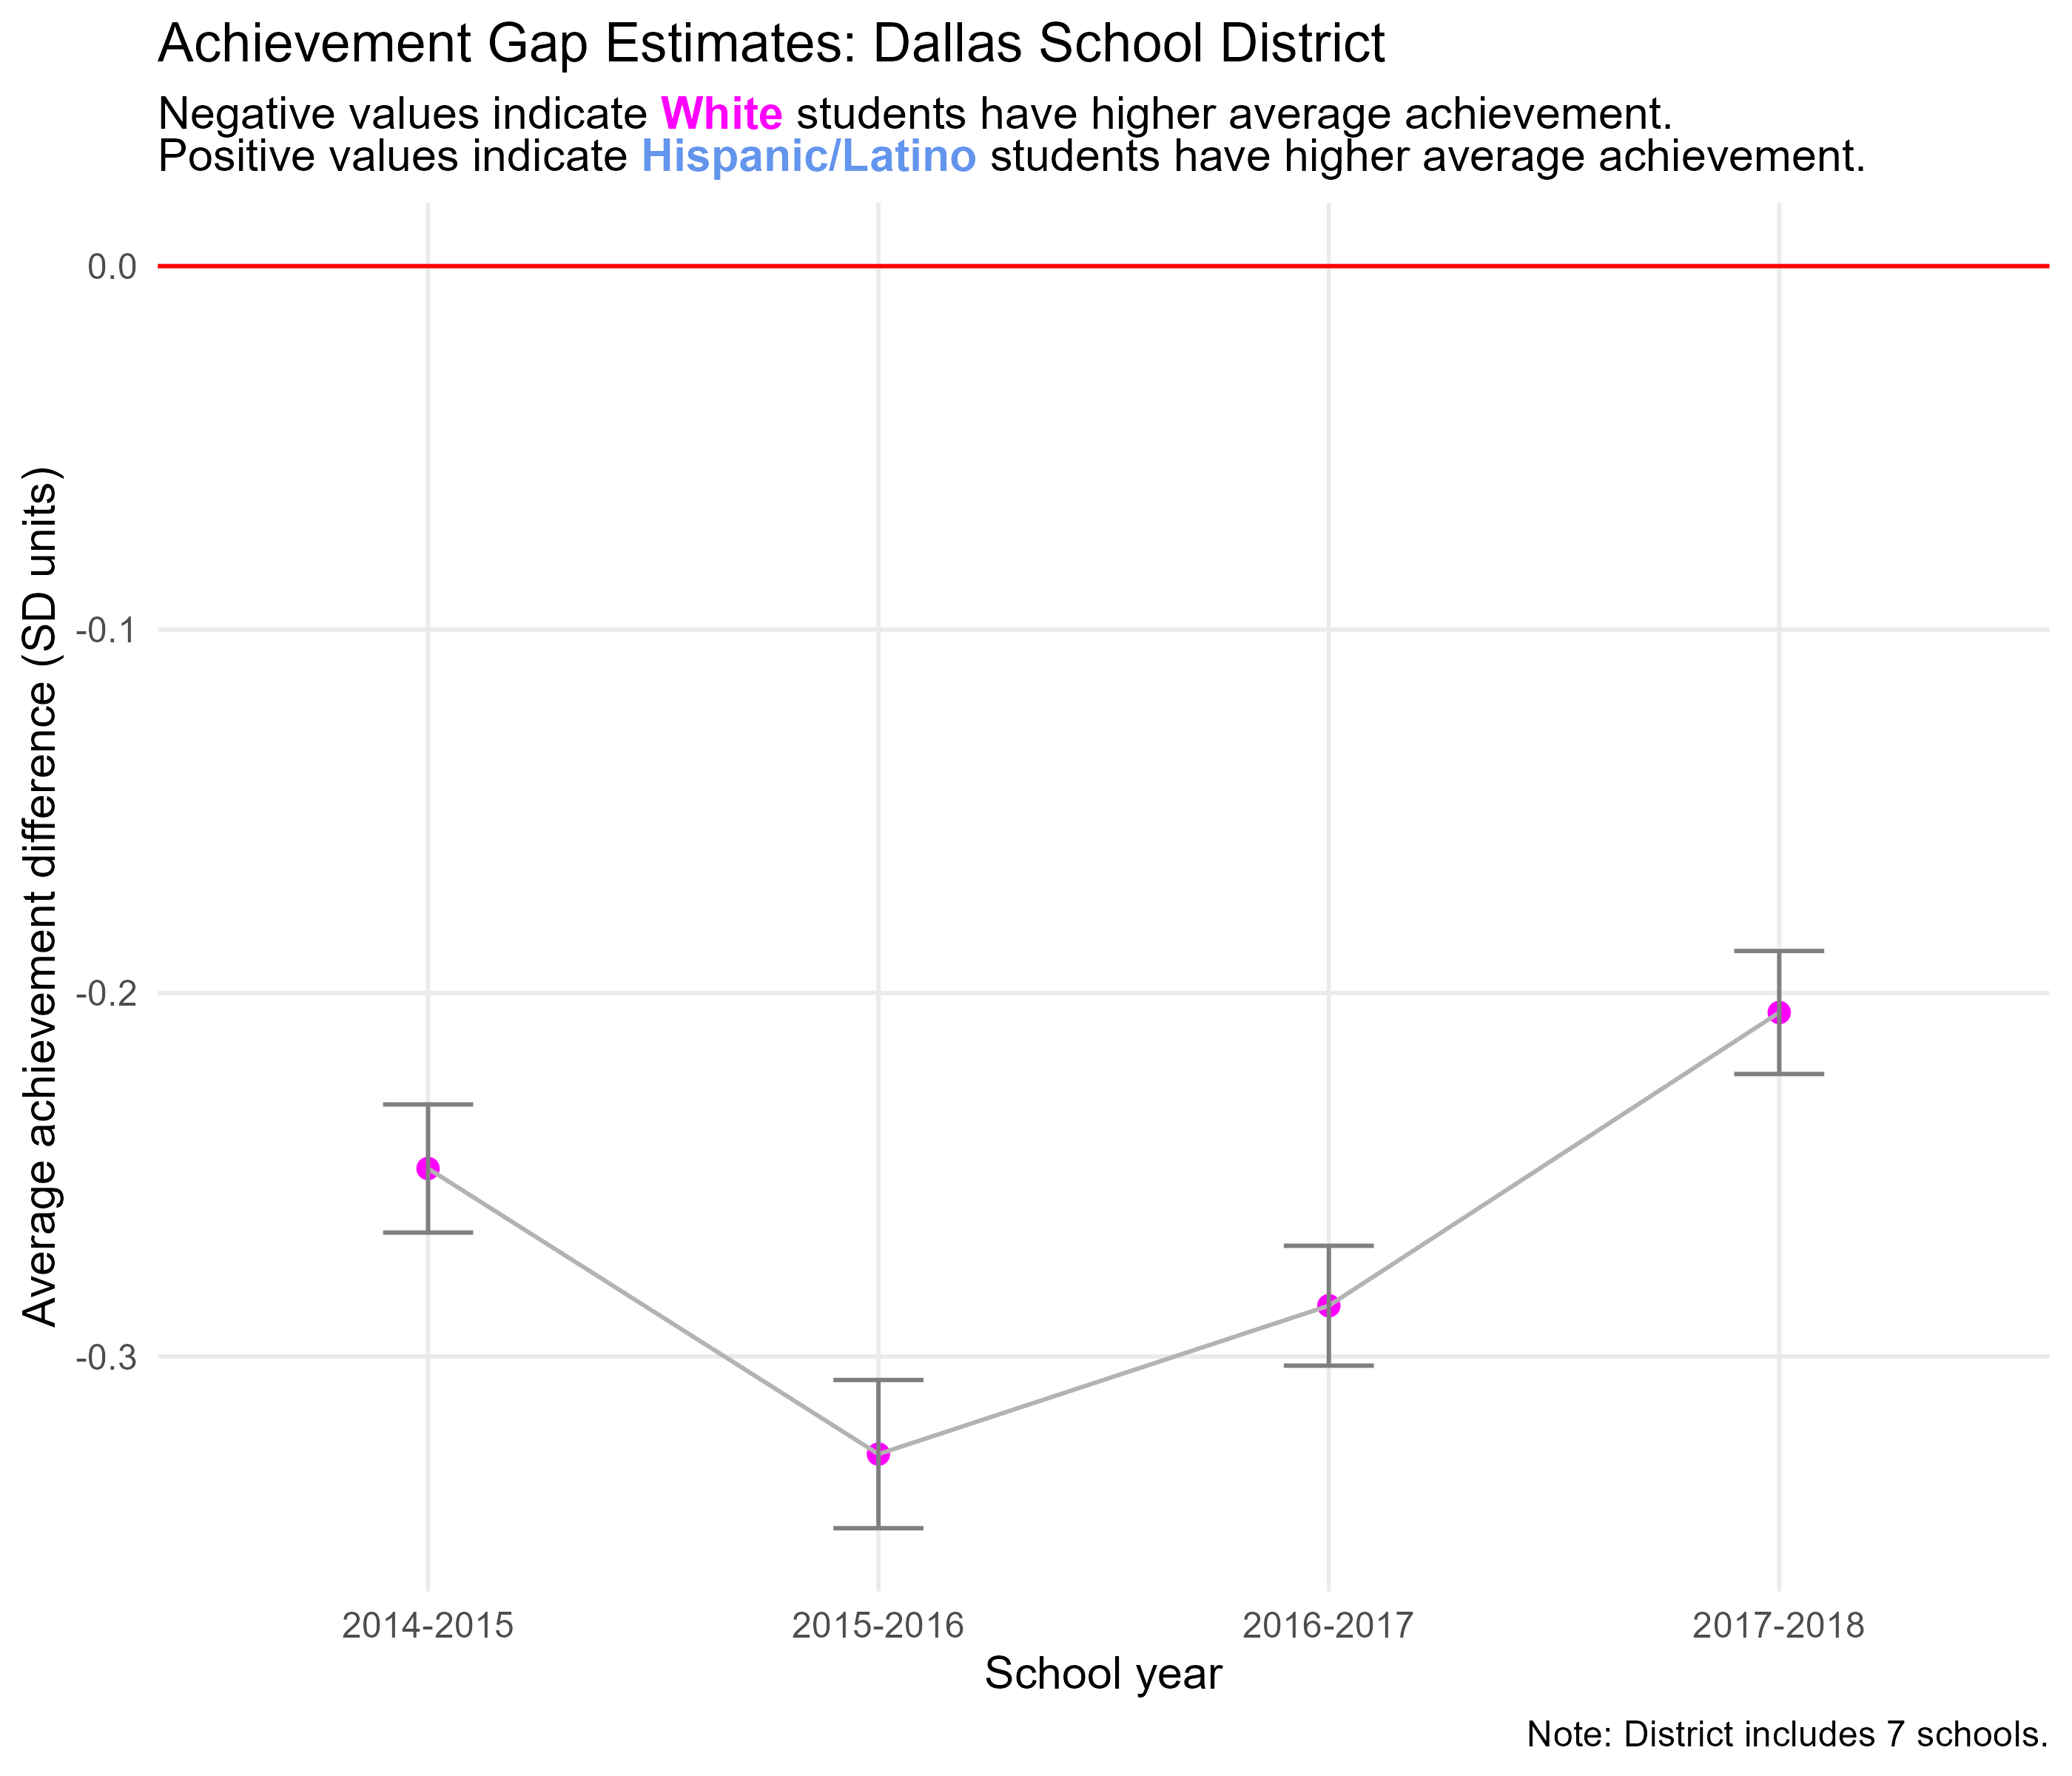 Achievement Gap Estimates: Dallas School District
Negative values indicate White students have higher average achievement.
Positive values indicate Hispanic/Latino students have higher average achievement.
Average achievement difference (SD units)
0.0
-0.1
-0.2
-0.3
2014-2015
2015-2016
2016-2017
2017-2018
School year
Note: District includes 7 schools.